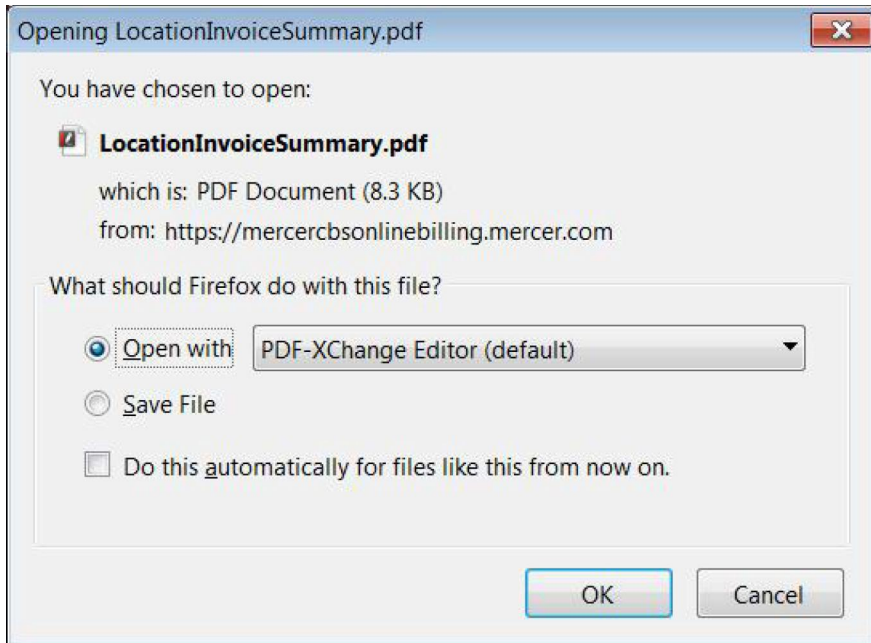 Opening LocationInvoiceSummary.pdf
You have chosen to open:
LocationInvoiceSummary.pdf
which is: PDF Document (8.3 KB)
from: https://mercercbsonlinebilling.mercer.com
What should Firefox do with this file?
Open with PDF-XChange Editor (default)
Save File
Do this automatically for files like this from now on.
OK Cancel